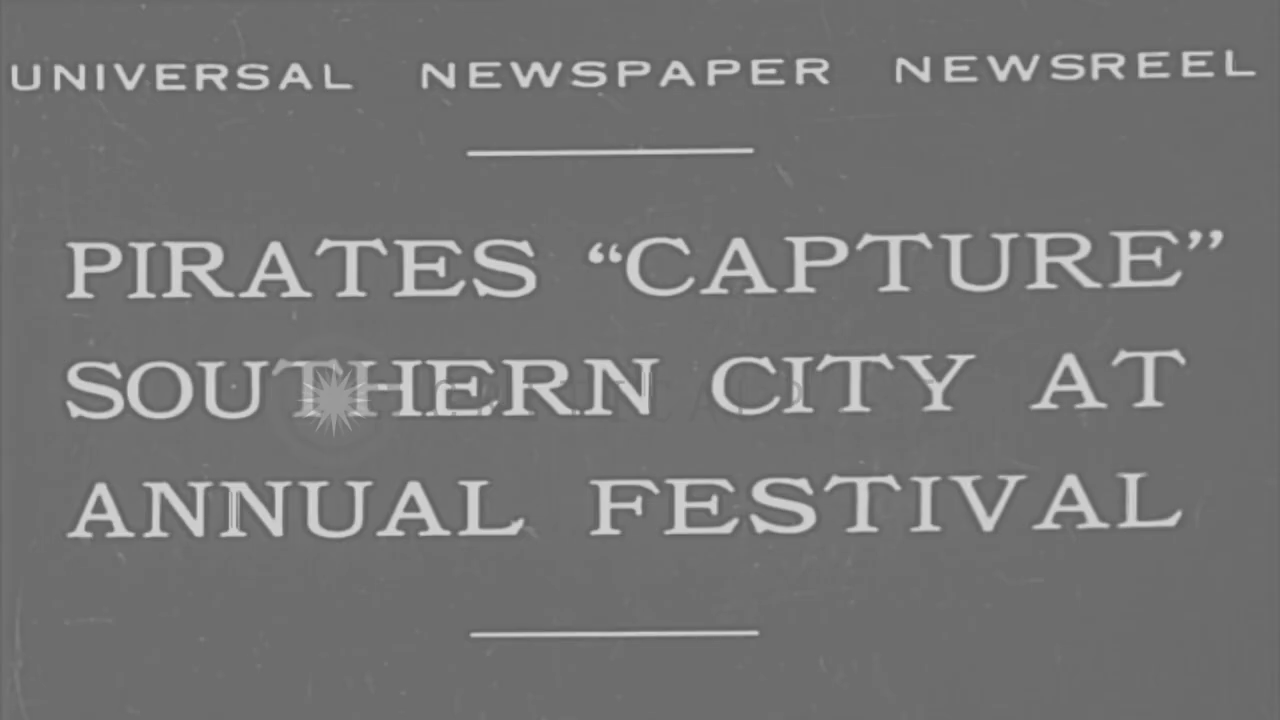 UNIVERSAL NEWSPAPER NEWSREEL
PIRATES “CAPTURE”
SOUTHERN CITY AT
ANNUAL FESTIVAL